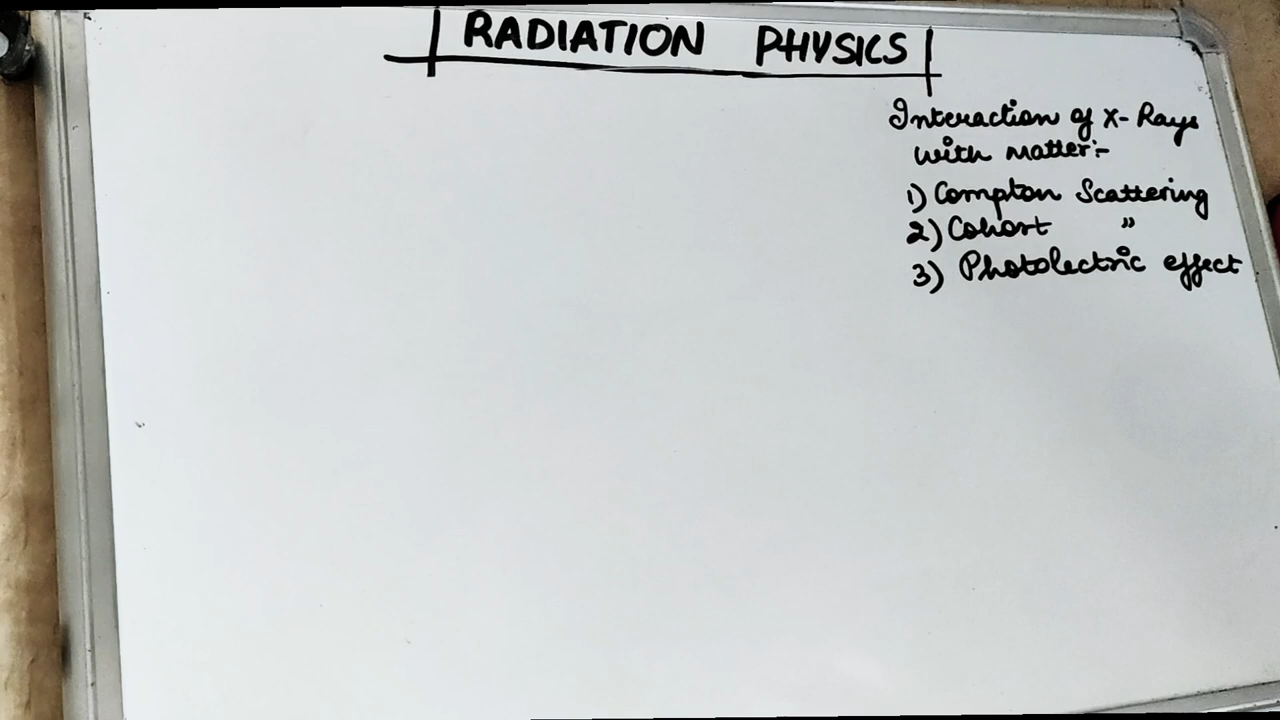 RADIATION PHYSICS
Interaction of X-Rays
with matter:-
1) Compton Scattering
2) Cohort "
3) Photolectric effect